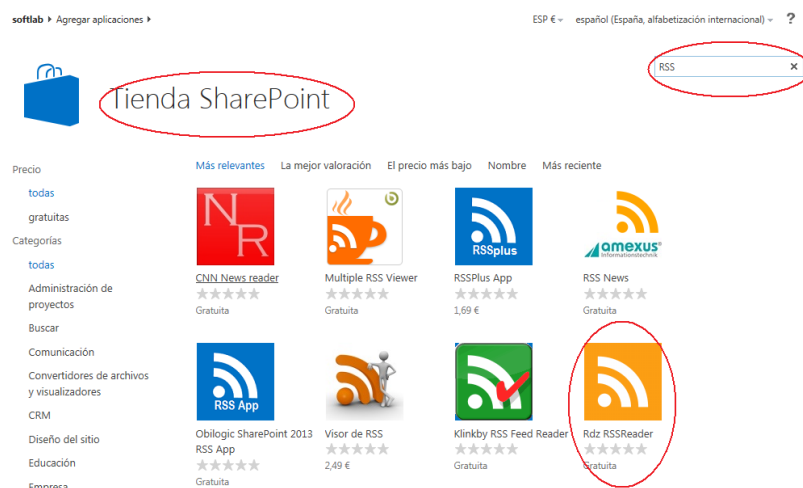 softlab ▸ Agregar aplicaciones ▸
ESP € español (España, alfabetización internacional) ?
RSS ×
Tienda SharePoint
Más relevantes La mejor valoración El precio más bajo Nombre Más reciente
Precio
todas
gratuitas
Categorías
todas
Administración de
proyectos
Buscar
Comunicación
Convertidores de archivos
y visualizadores
CRM
Diseño del sitio
Educación
Empresa
NR
CNN News reader
Gratuita
b
Multiple RSS Viewer
Gratuita
RSSplus
RSSPlus App
1,69 €
amexus®
Informationstechnik
RSS News
Gratuita
RSS App
Obilogic SharePoint 2013
RSS App
Gratuita
Visor de RSS
2,49 €
Klinkby RSS Feed Reader
Gratuita
Rdz RSSReader
Gratuita